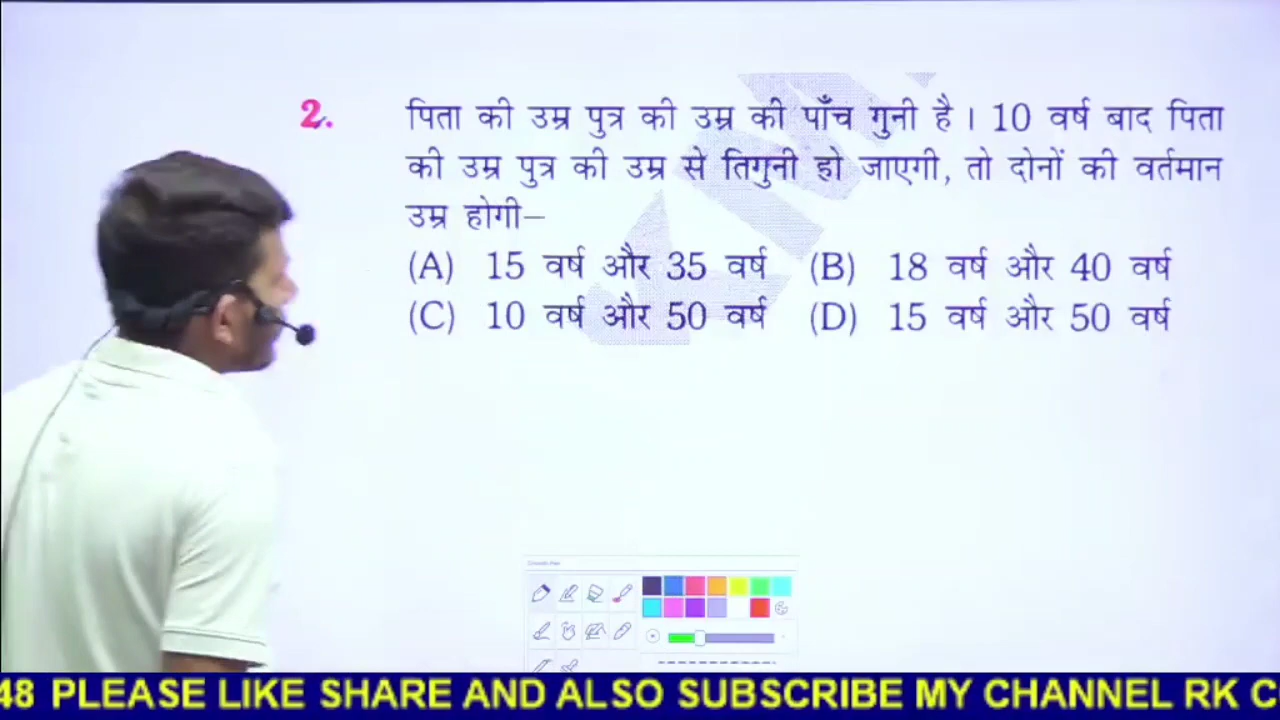 2. पिता की उम्र पुत्र की उम्र की पाँच गुनी है। 10 वर्ष बाद पिता
की उम्र पुत्र की उम्र से तिगुनी हो जाएगी, तो दोनों की वर्तमान
उम्र होगी–
(A) 15 वर्ष और 35 वर्ष (B) 18 वर्ष और 40 वर्ष
(C) 10 वर्ष और 50 वर्ष (D) 15 वर्ष और 50 वर्ष
48 PLEASE LIKE SHARE AND ALSO SUBSCRIBE MY CHANNEL RK C